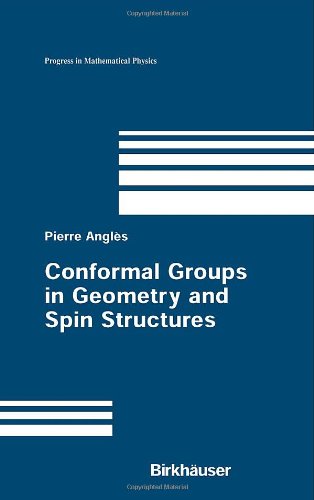 Progress in Mathematical Physics
Pierre Anglès
Conformal Groups
in Geometry and
Spin Structures
Birkhäuser